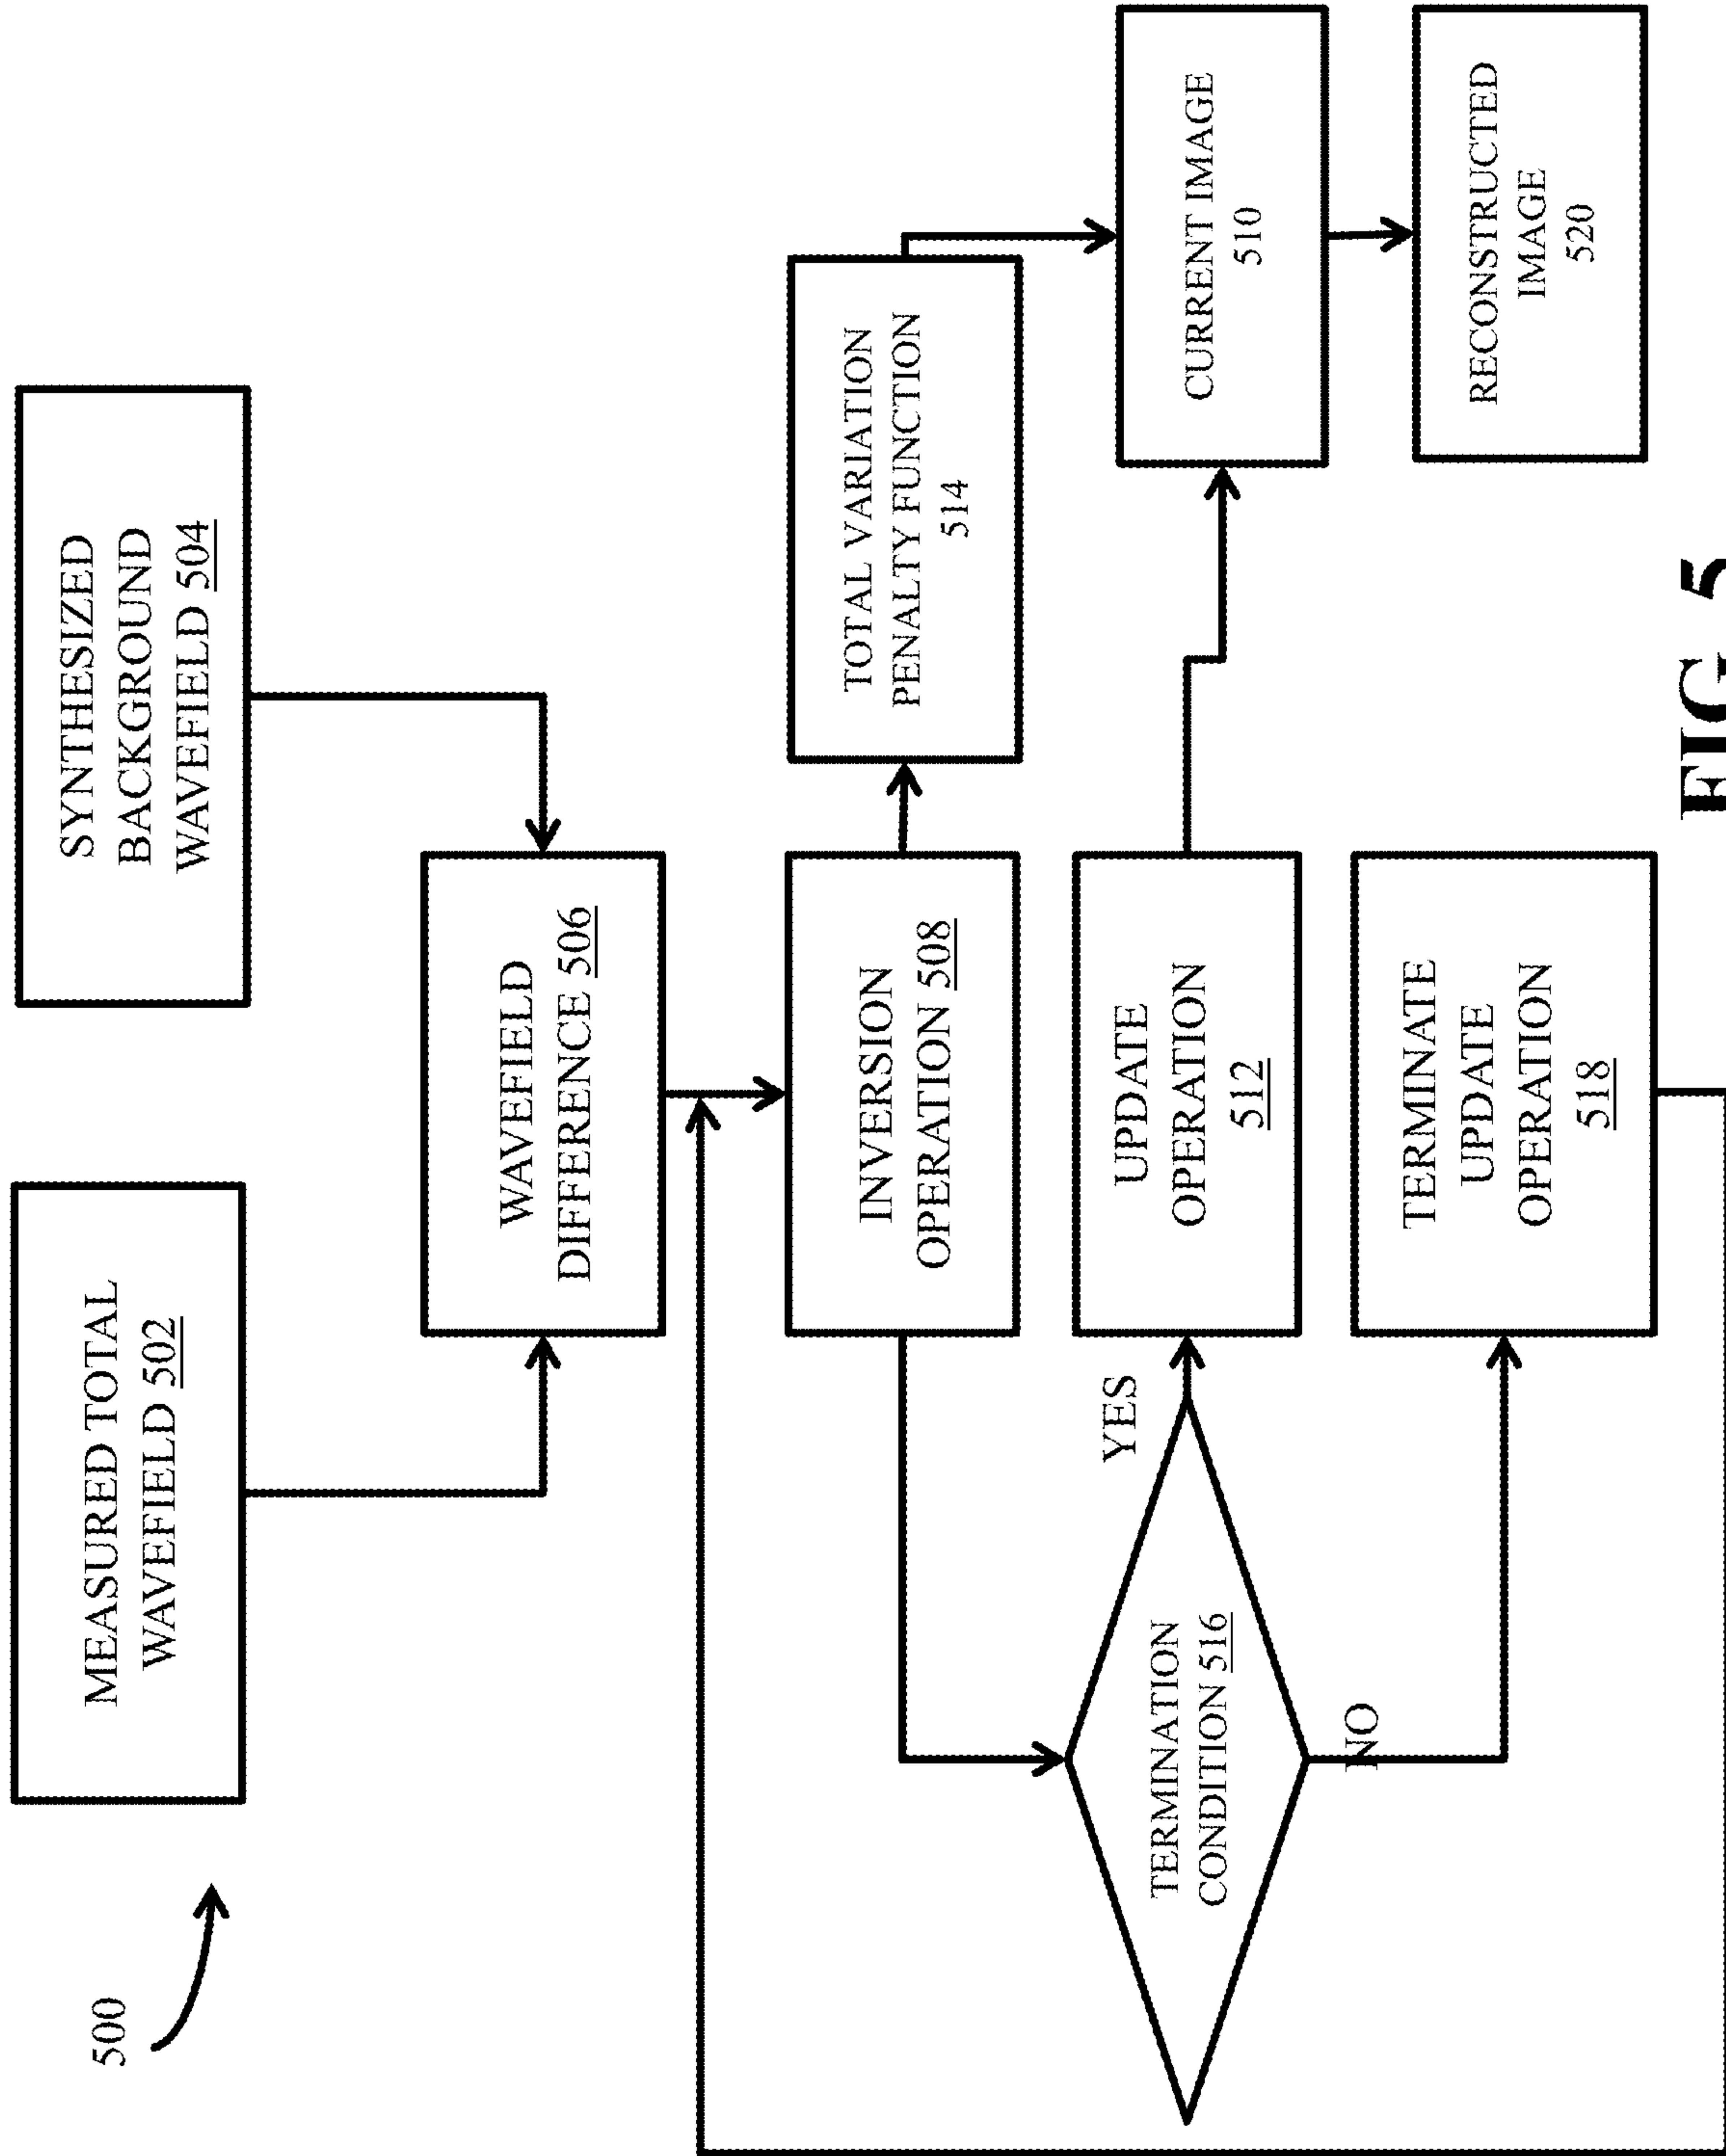 500
MEASURED TOTAL
WAVEFIELD 502
SYNTHESIZED
BACKGROUND
WAVEFIELD 504
WAVEFIELD
DIFFERENCE 506
INVERSION
OPERATION 508
TOTAL VARIATION
PENALTY FUNCTION
514
TERMINATION
CONDITION 516
YES
NO
UPDATE
OPERATION
512
CURRENT IMAGE
510
TERMINATE
UPDATE
OPERATION
518
RECONSTRUCTED
IMAGE
520
FIG. 5